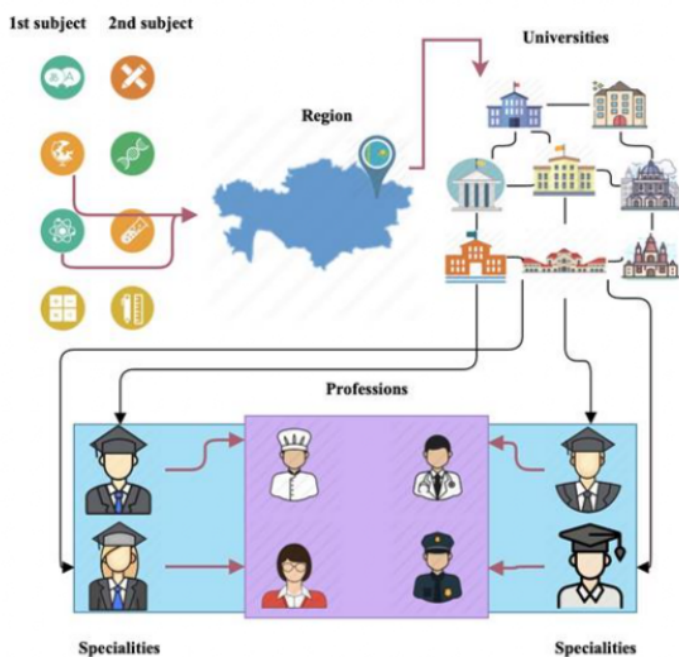 1st subject 2nd subject
Universities
Region
Professions
Specialities
Specialities